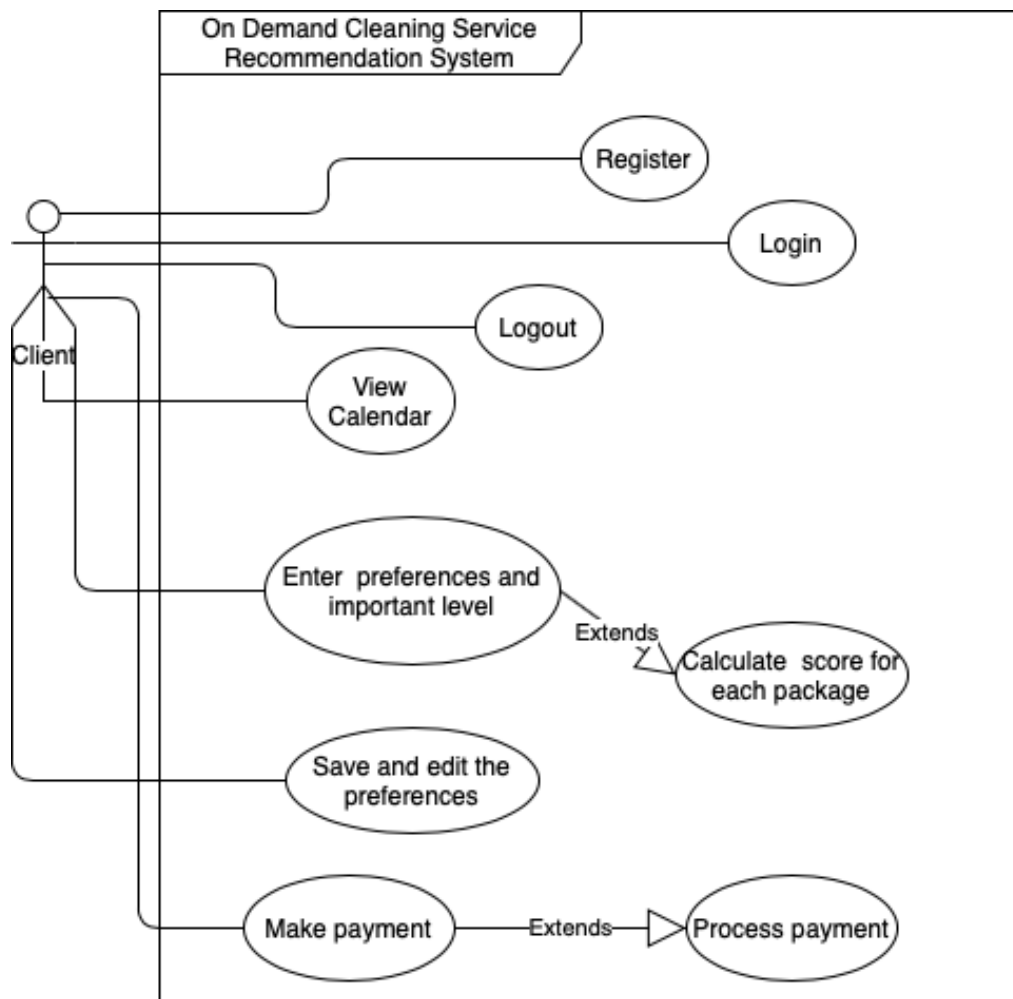 On Demand Cleaning Service
Recommendation System
Register
Login
Logout
Client
View
Calendar
Enter preferences and
important level
Extends
Calculate score for
each package
Save and edit the
preferences
Make payment
Extends
Process payment